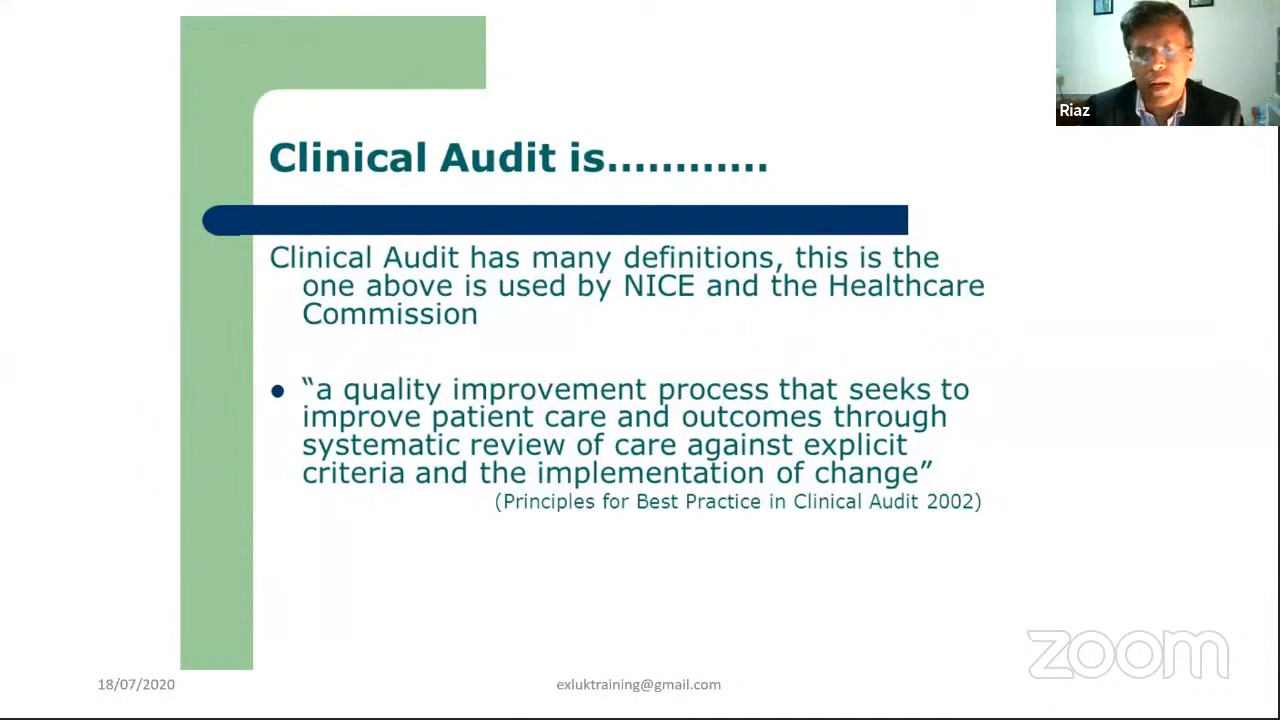 Riaz
Clinical Audit is............
Clinical Audit has many definitions, this is the
one above is used by NICE and the Healthcare
Commission
● “a quality improvement process that seeks to
improve patient care and outcomes through
systematic review of care against explicit
criteria and the implementation of change”
(Principles for Best Practice in Clinical Audit 2002)
zoom
18/07/2020
exluktraining@gmail.com